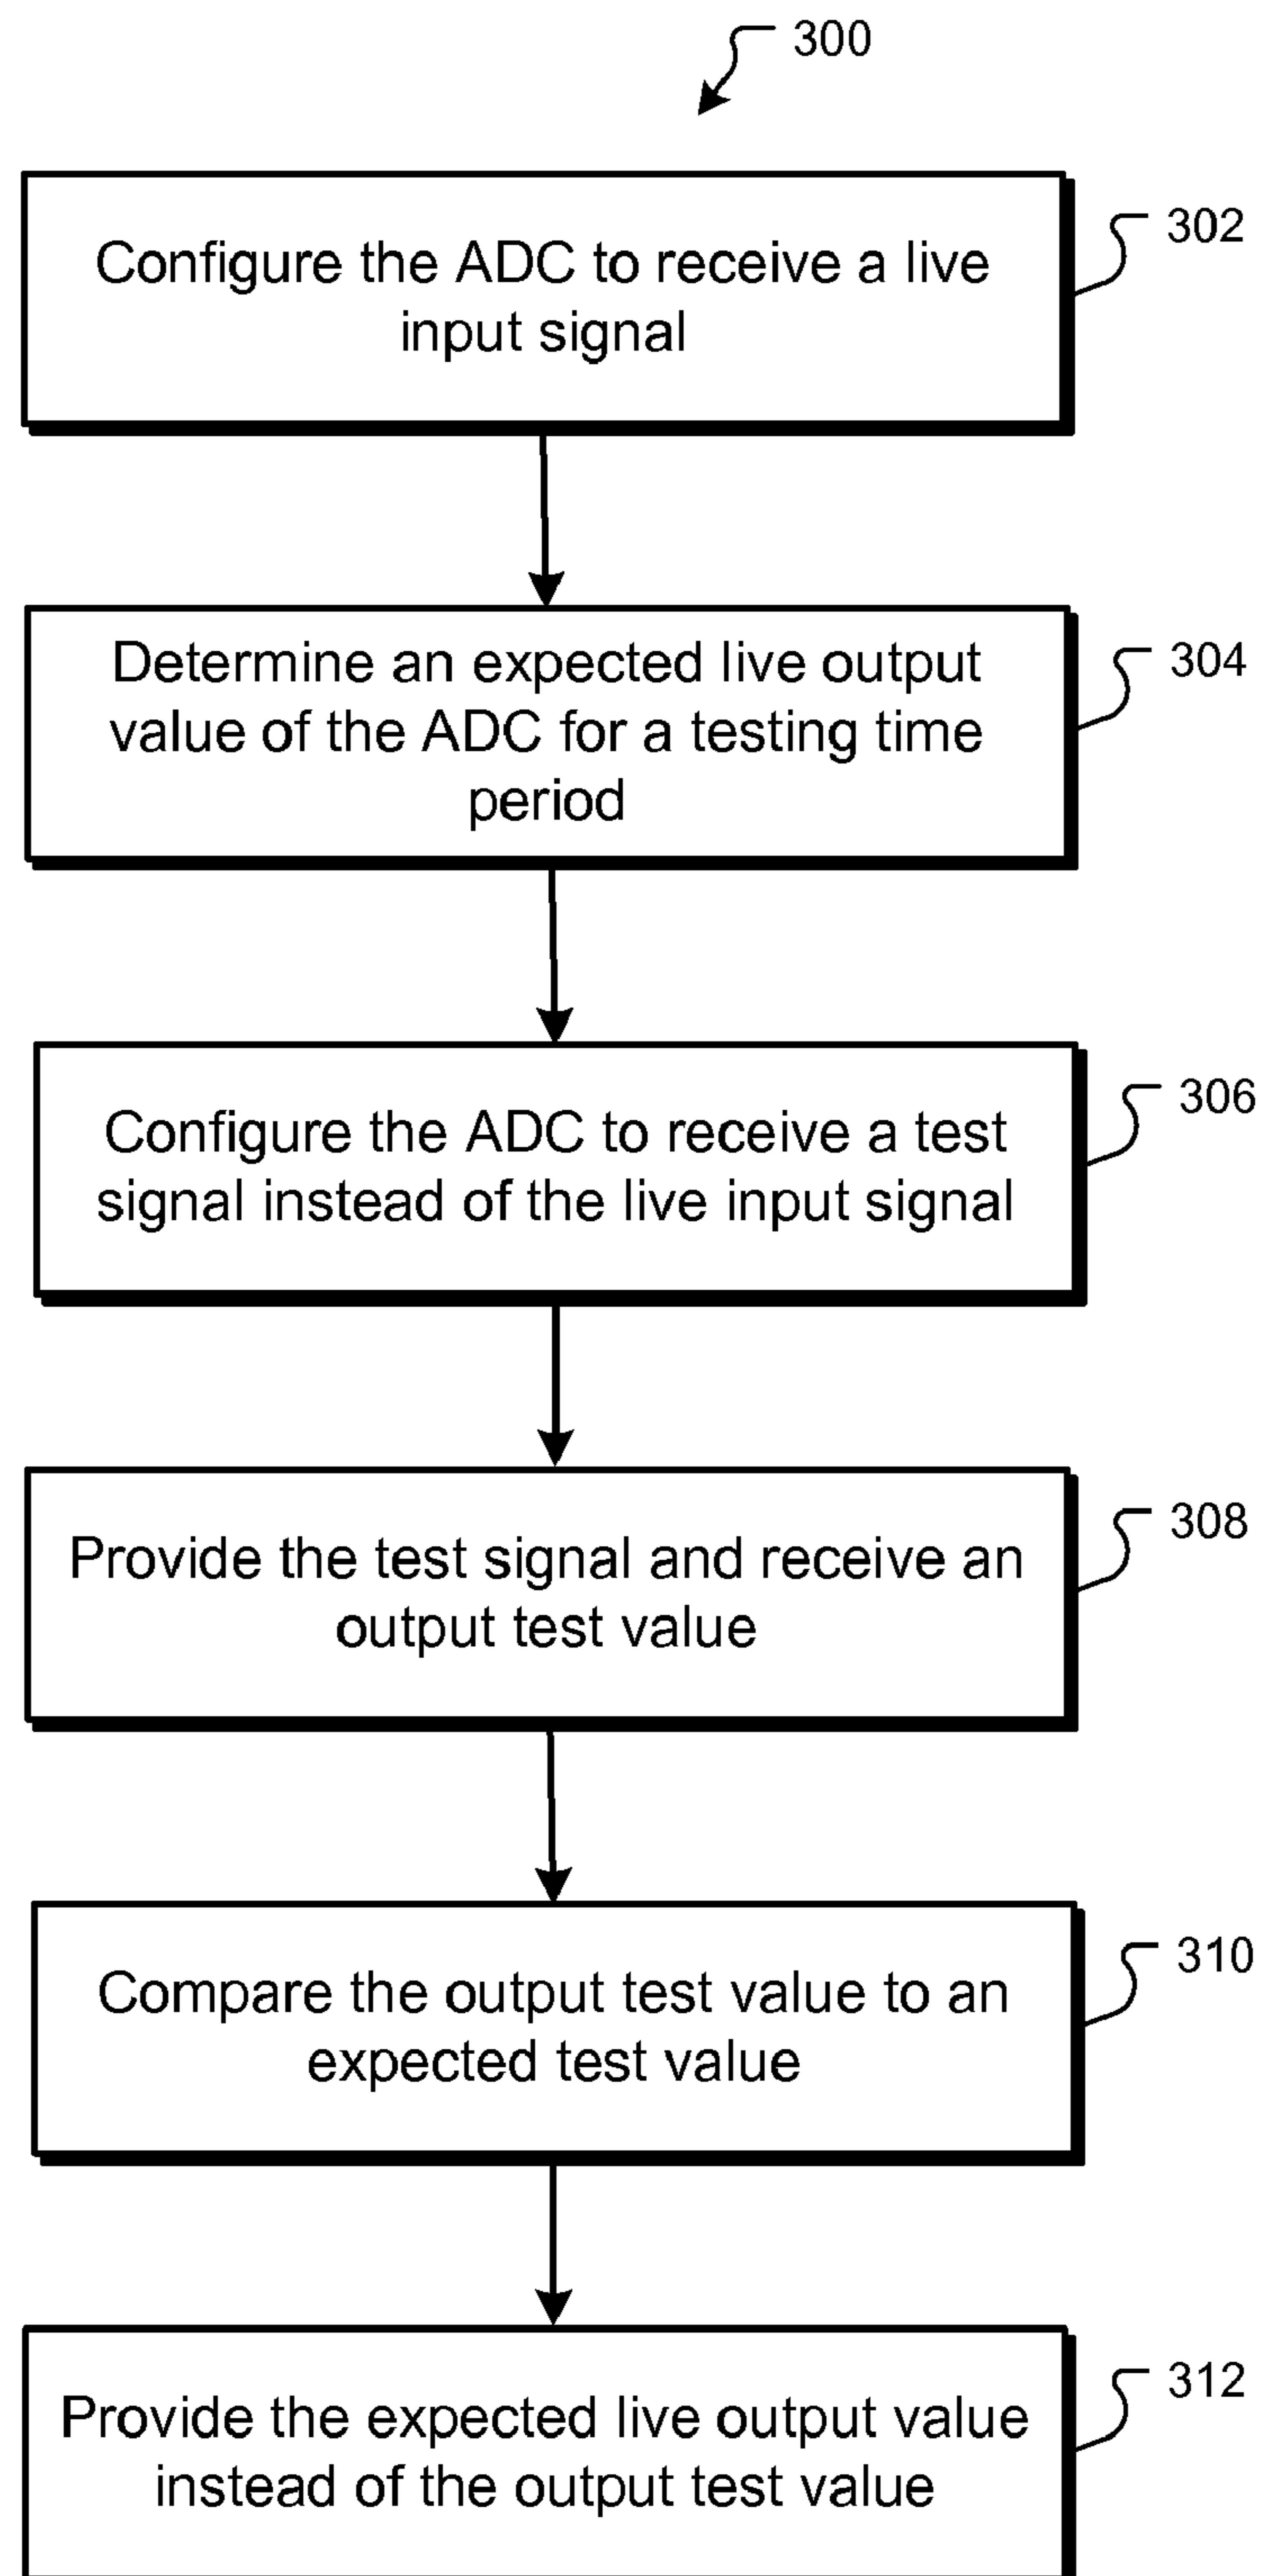 300
302
Configure the ADC to receive a live
input signal
304
Determine an expected live output
value of the ADC for a testing time
period
306
Configure the ADC to receive a test
signal instead of the live input signal
308
Provide the test signal and receive an
output test value
310
Compare the output test value to an
expected test value
312
Provide the expected live output value
instead of the output test value